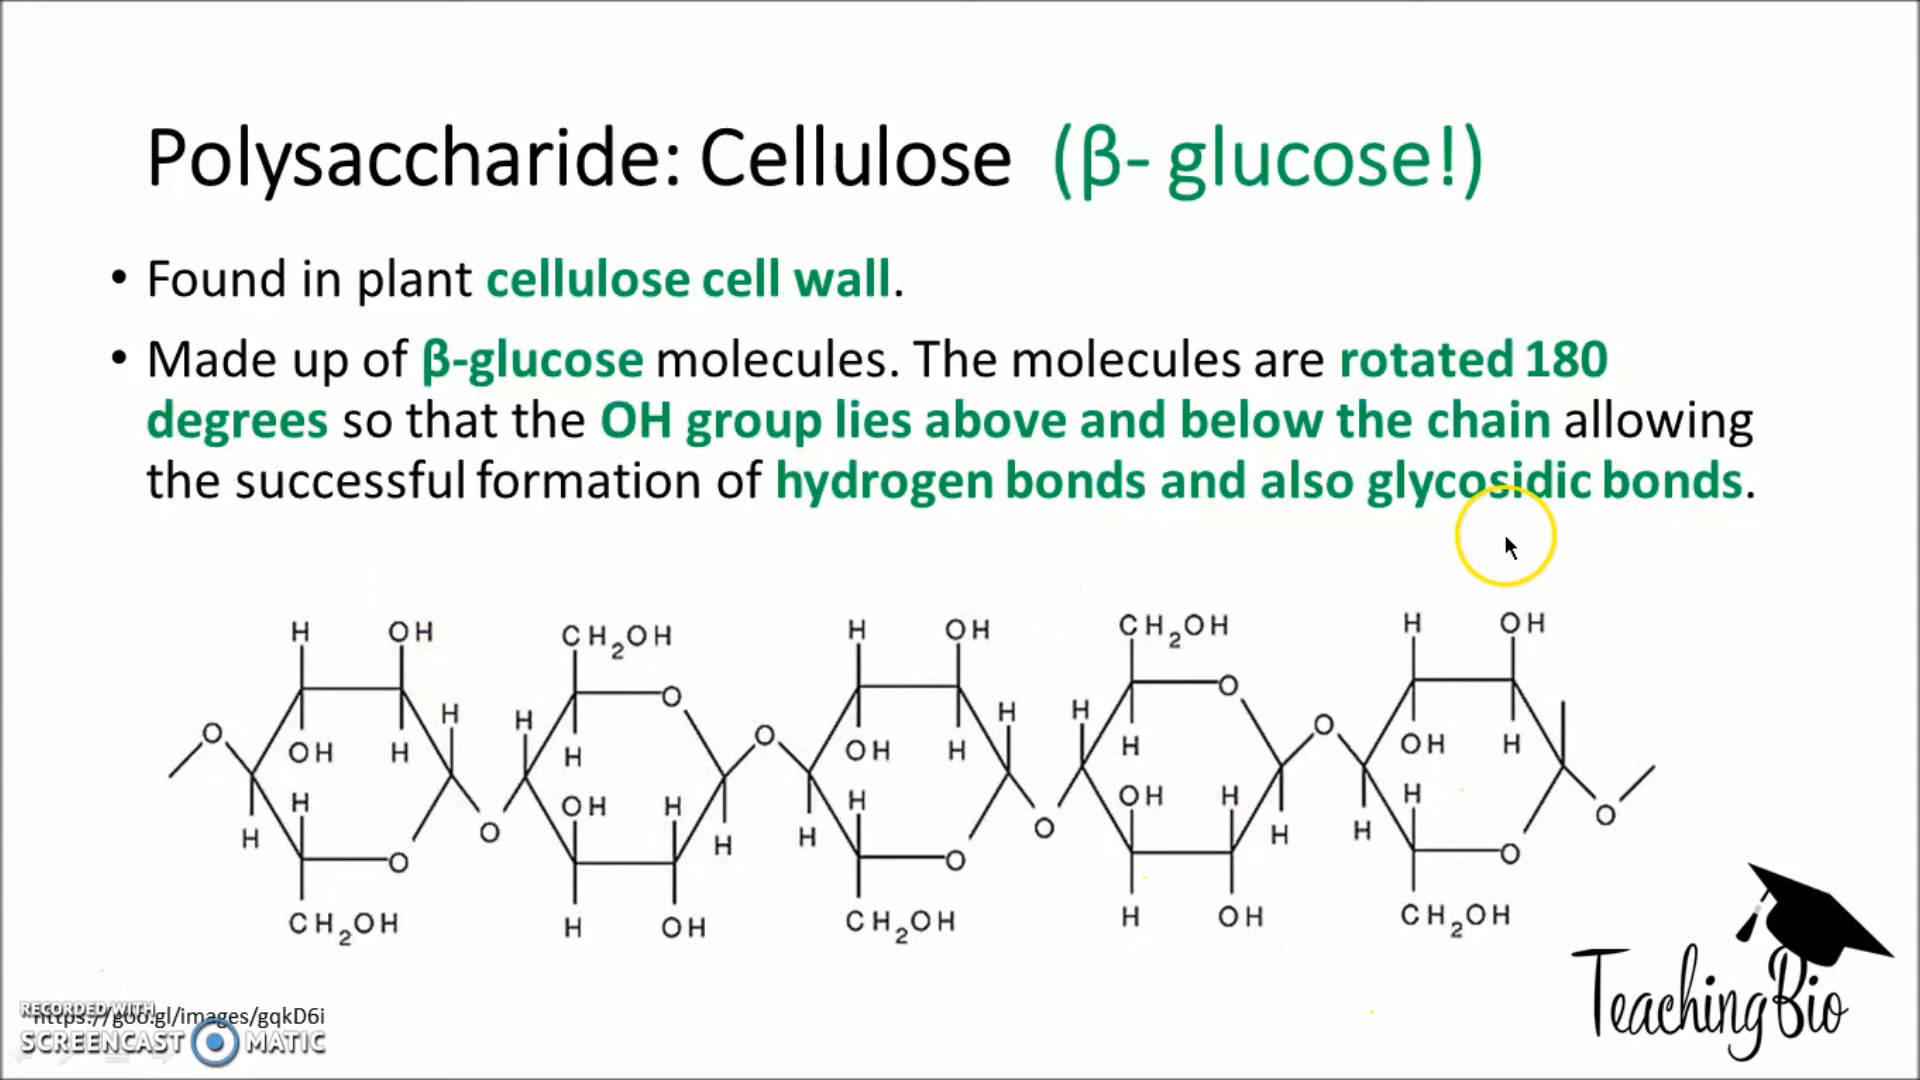 Polysaccharide: Cellulose (β- glucose!)
• Found in plant cellulose cell wall.
• Made up of β-glucose molecules. The molecules are rotated 180
degrees so that the OH group lies above and below the chain allowing
the successful formation of hydrogen bonds and also glycosidic bonds.
H OH CH2OH H OH CH2OH H OH
H H H H
O O O O O
OH H H OH H H OH H
H OH H H OH H H
H O H O H O H O
O O O
CH2OH H OH CH2OH H OH CH2OH
TeachingBio
https://goo.gl/images/gqkD6i
RECORDED WITH
SCREENCAST MATIC